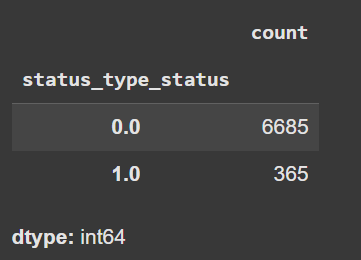 count
status_type_status
0.0 6685
1.0 365
dtype: int64